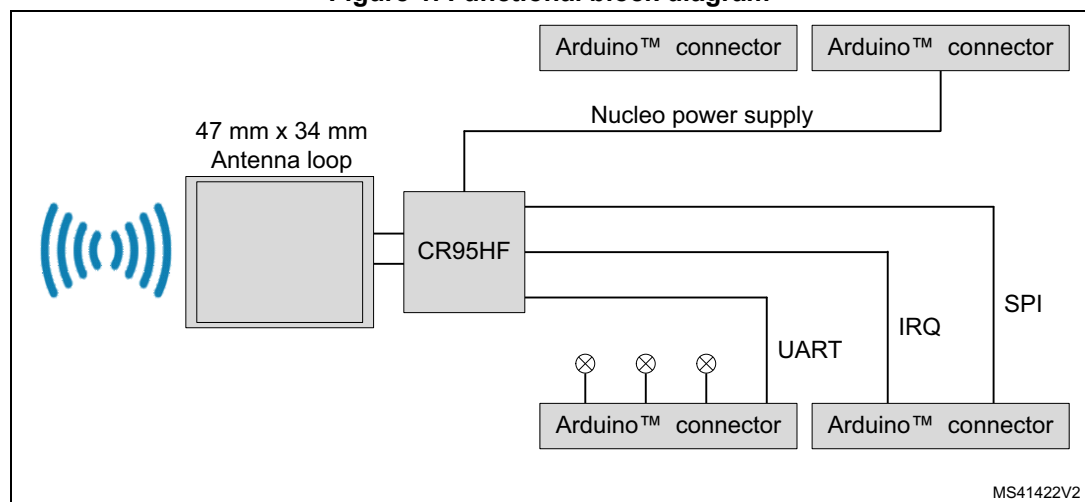 Figure 1. Functional block diagram
Arduino™ connector
Arduino™ connector
Nucleo power supply
47 mm x 34 mm
Antenna loop
CR95HF
SPI
IRQ
UART
Arduino™ connector
Arduino™ connector
MS41422V2